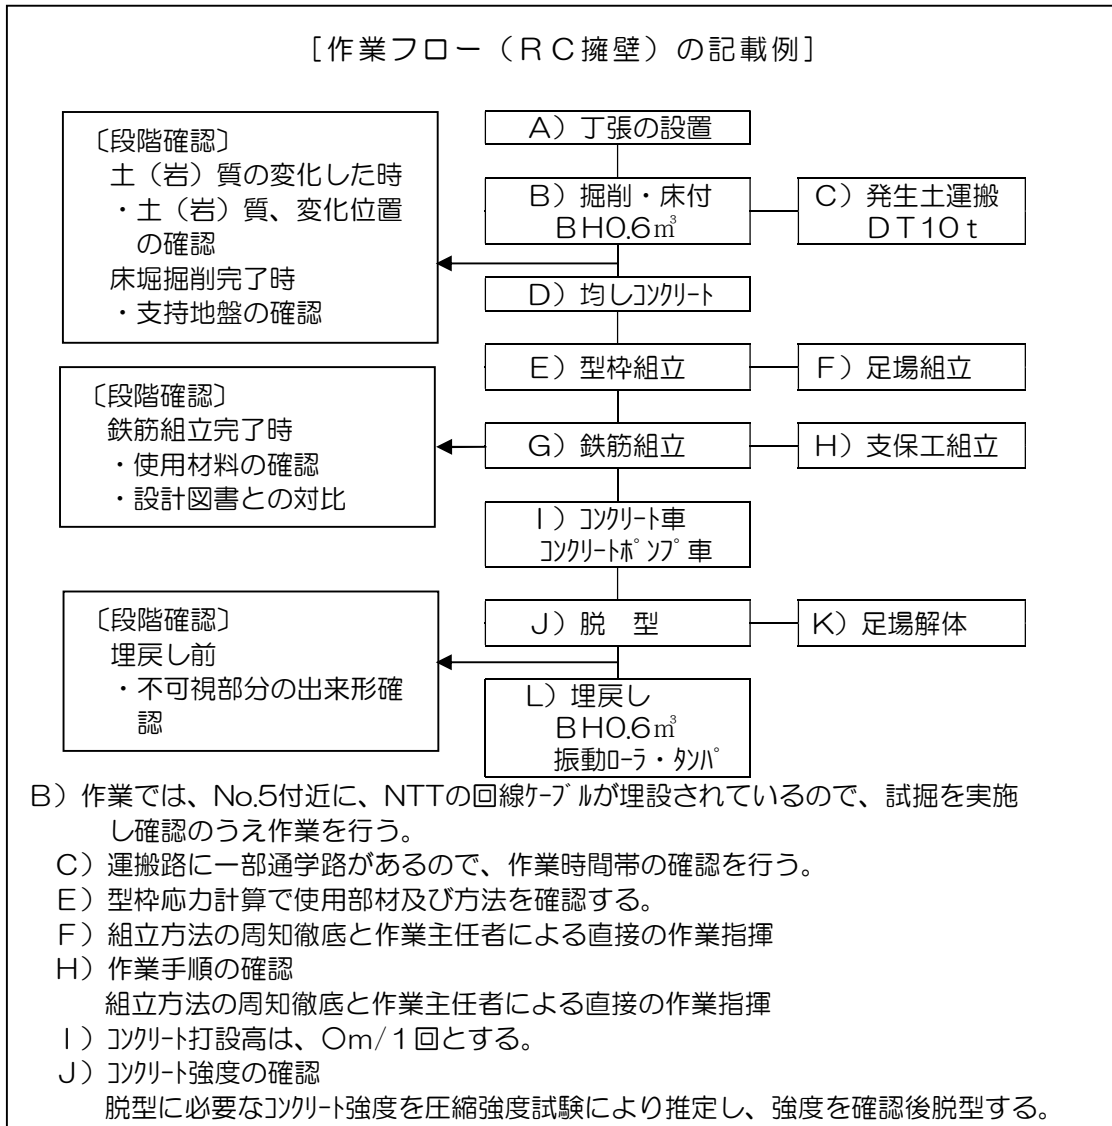 [作業フロー（ＲＣ擁壁）の記載例]
Ａ）丁張の設置
〔段階確認〕
土（岩）質の変化した時
・土（岩）質、変化位置
の確認
床堀掘削完了時
・支持地盤の確認
Ｂ）掘削・床付
ＢＨ0.6㎥
Ｃ）発生土運搬
ＤＴ10ｔ
Ｄ）均しｺﾝｸﾘｰﾄ
Ｅ）型枠組立
Ｆ）足場組立
〔段階確認〕
鉄筋組立完了時
・使用材料の確認
・設計図書との対比
Ｇ）鉄筋組立
Ｈ）支保工組立
Ｉ）ｺﾝｸﾘｰﾄ車
ｺﾝｸﾘｰﾄﾎﾟﾝﾌﾟ車
〔段階確認〕
埋戻し前
・不可視部分の出来形確
認
Ｊ）脱　型
Ｋ）足場解体
Ｌ）埋戻し
ＢＨ0.6㎥
振動ﾛｰﾗ・ﾀﾝﾊﾟ
Ｂ）作業では、No.5付近に、NTTの回線ｹｰﾌﾞﾙが埋設されているので、試掘を実施
し確認のうえ作業を行う。
Ｃ）運搬路に一部通学路があるので、作業時間帯の確認を行う。
Ｅ）型枠応力計算で使用部材及び方法を確認する。
Ｆ）組立方法の周知徹底と作業主任者による直接の作業指揮
Ｈ）作業手順の確認
組立方法の周知徹底と作業主任者による直接の作業指揮
Ｉ）ｺﾝｸﾘｰﾄ打設高は、〇ｍ/１回とする。
Ｊ）ｺﾝｸﾘｰﾄ強度の確認
脱型に必要なｺﾝｸﾘｰﾄ強度を圧縮強度試験により推定し、強度を確認後脱型する。